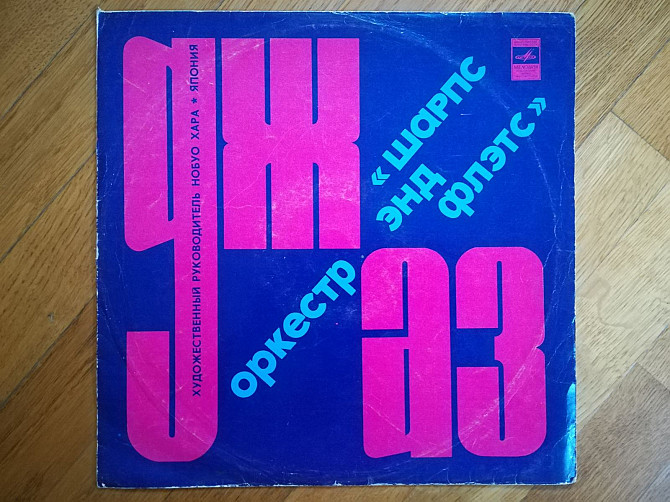 ДЖ
АЗ
ХУДОЖЕСТВЕННЫЙ РУКОВОДИТЕЛЬ НОБУО ХАРА ★ ЯПОНИЯ
оркестр
«ШАРПС
ЭНД
ФЛЭТС»